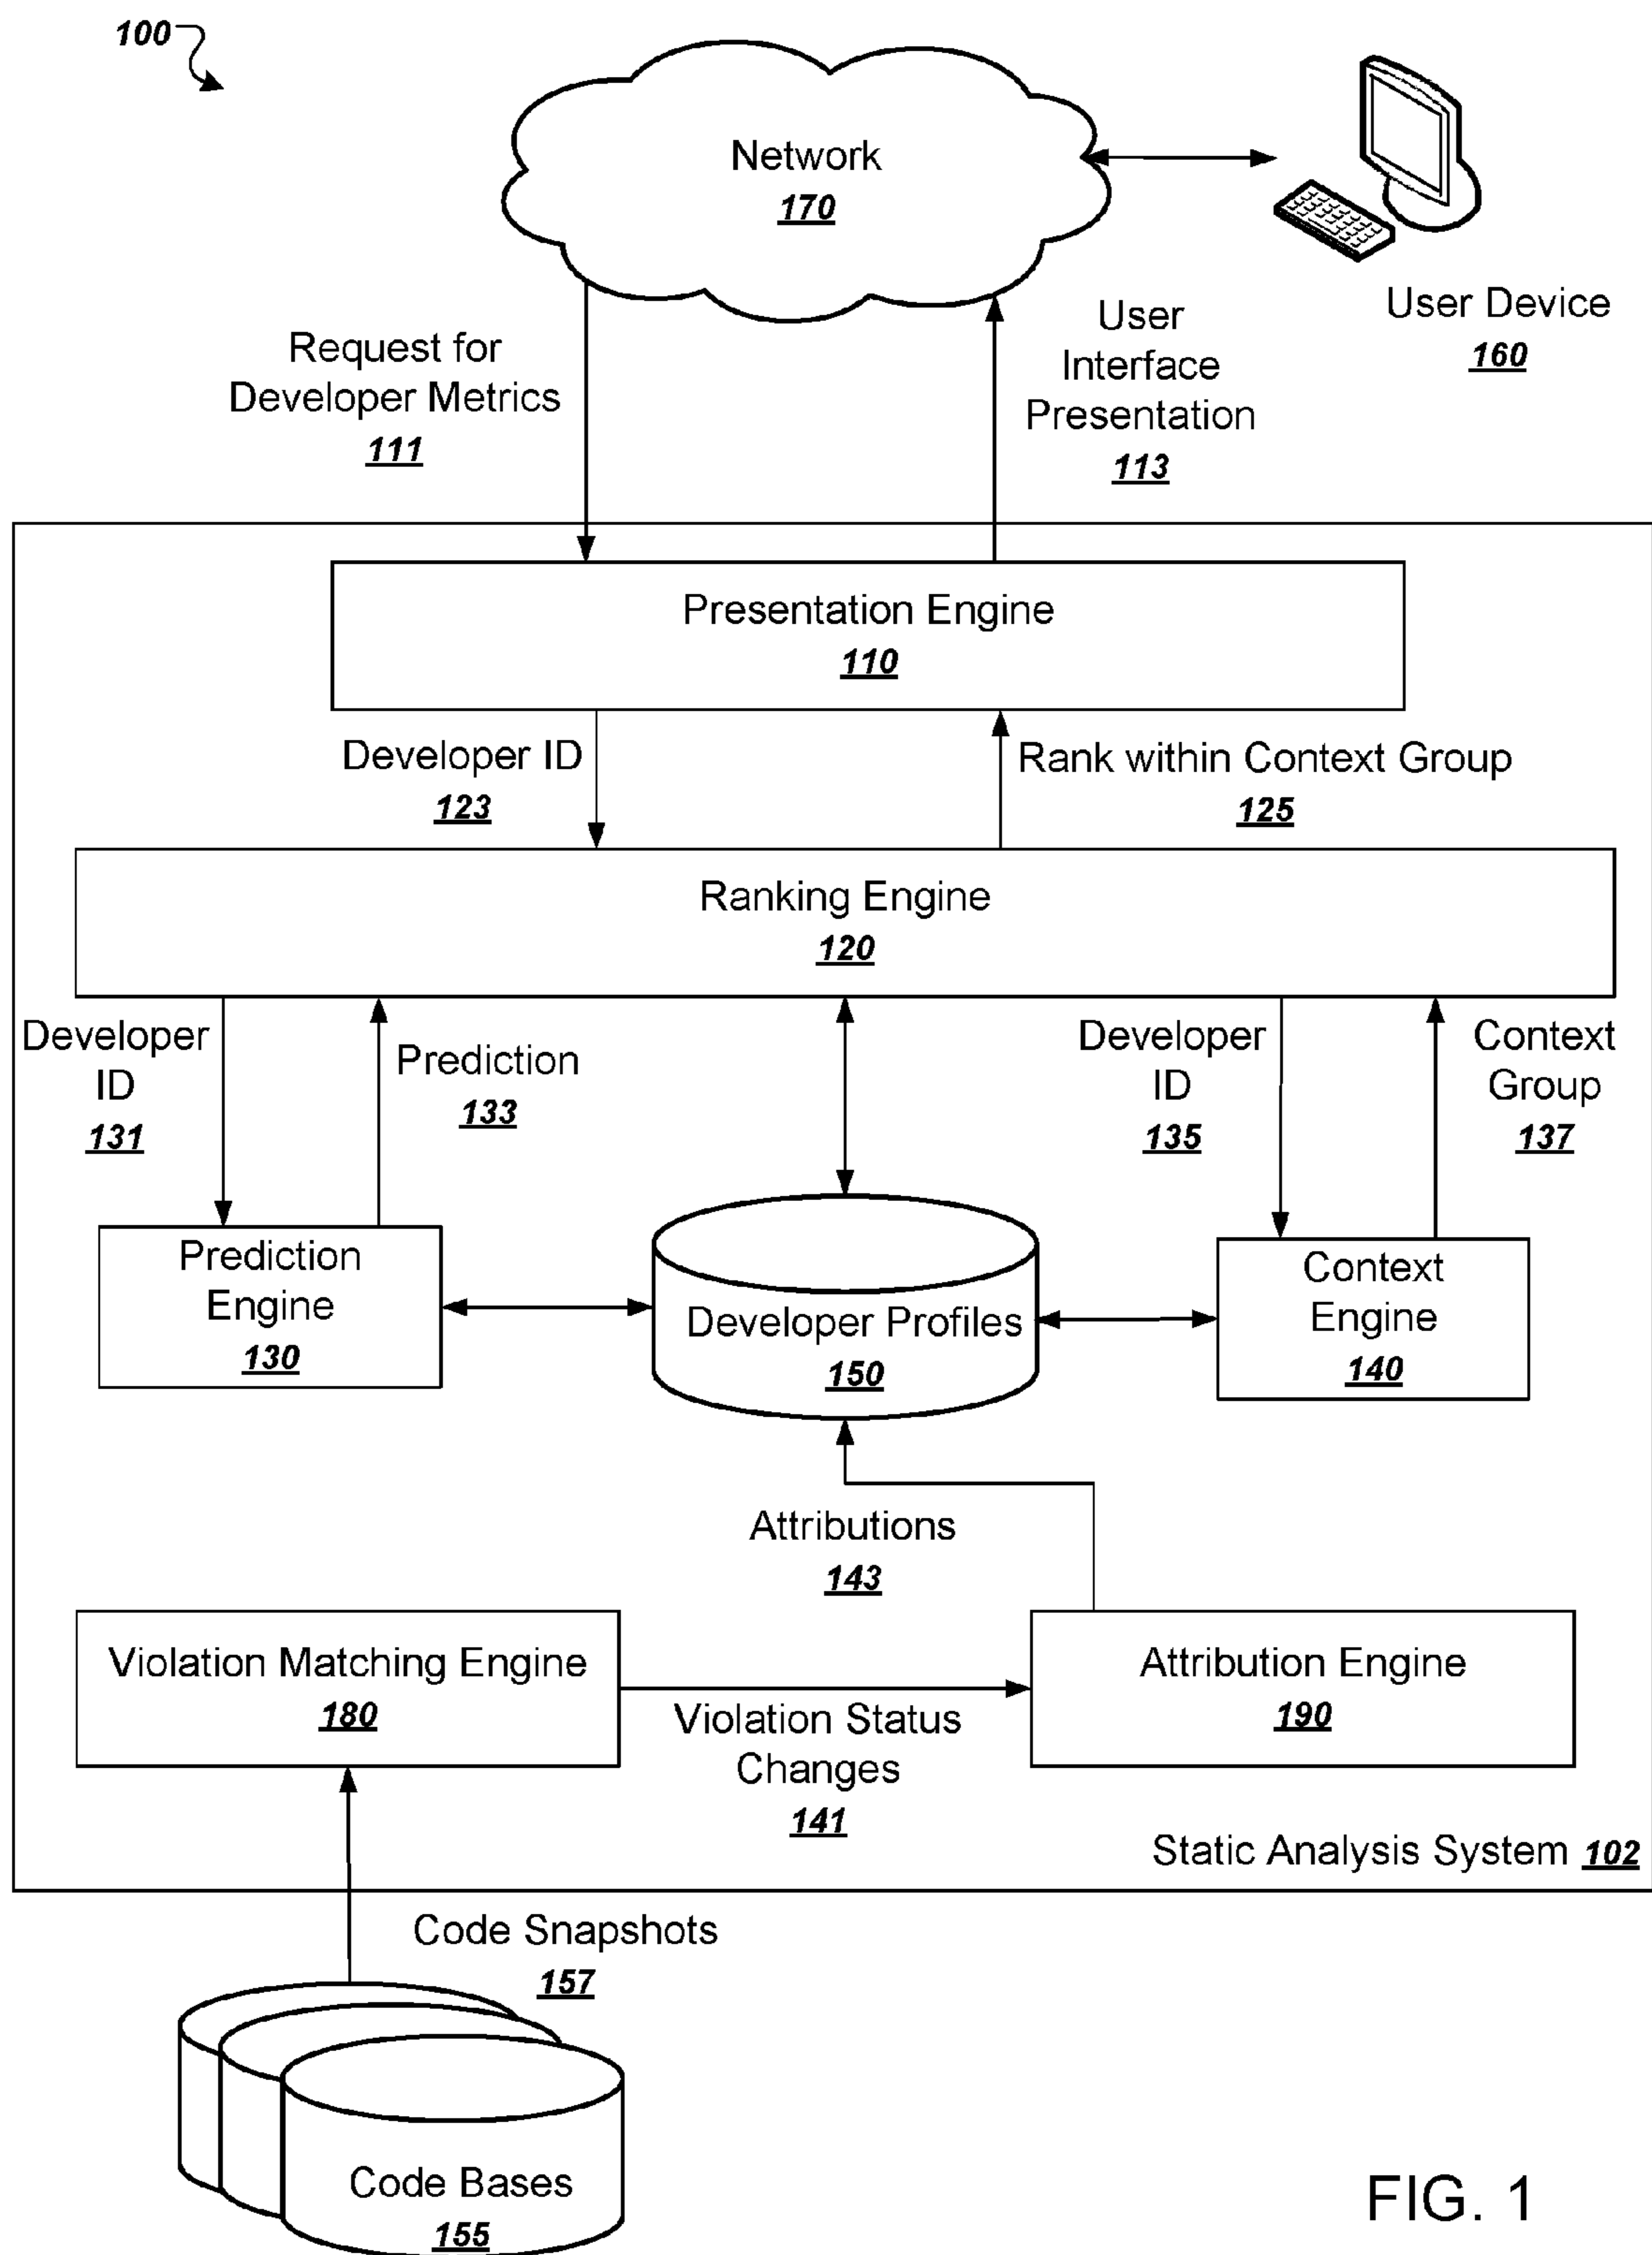 100
Network
170
User Device
160
Request for
Developer Metrics
111
User
Interface
Presentation
113
Presentation Engine
110
Developer ID
123
Rank within Context Group
125
Ranking Engine
120
Developer
ID
131
Prediction
133
Developer
ID
135
Context
Group
137
Prediction
Engine
130
Developer Profiles
150
Context
Engine
140
Attributions
143
Violation Matching Engine
180
Violation Status
Changes
141
Attribution Engine
190
Static Analysis System 102
Code Snapshots
157
Code Bases
155
FIG. 1